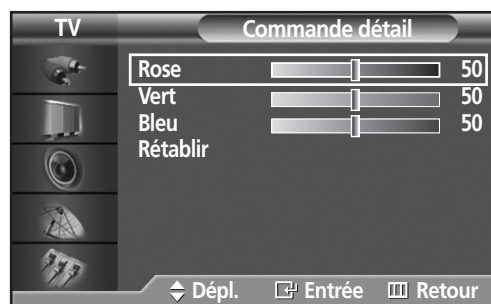 TV
Commande détail
Rose 50
Vert 50
Bleu 50
Rétablir
Dépl. Entrée Retour